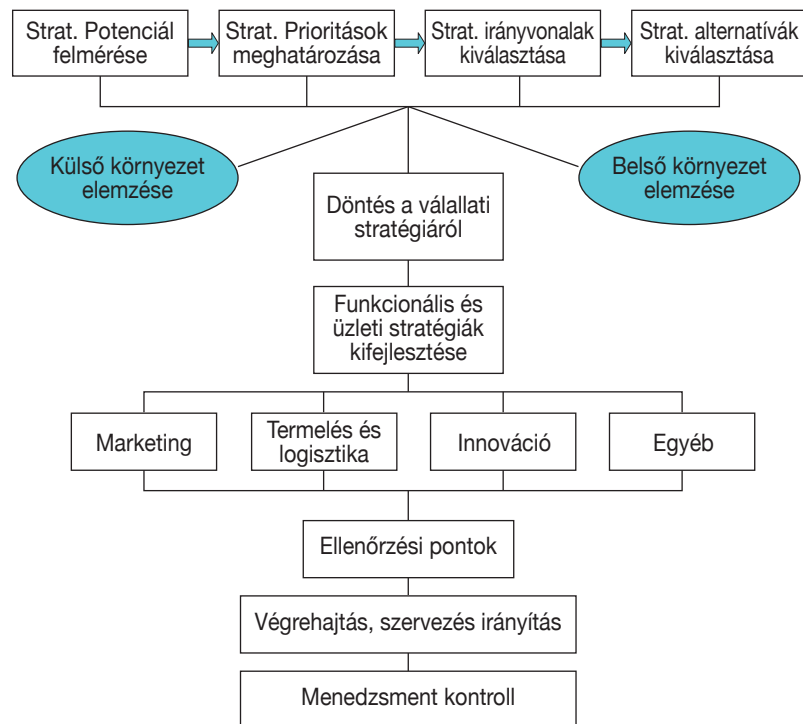 Strat. Potenciál
felmérése
Strat. Prioritások
meghatározása
Strat. irányvonalak
kiválasztása
Strat. alternatívák
kiválasztása
Külső környezet
elemzése
Belső környezet
elemzése
Döntés a válallati
stratégiáról
Funkcionális és
üzleti stratégiák
kifejlesztése
Marketing
Termelés és
logisztika
Innováció
Egyéb
Ellenőrzési pontok
Végrehajtás, szervezés irányítás
Menedzsment kontroll